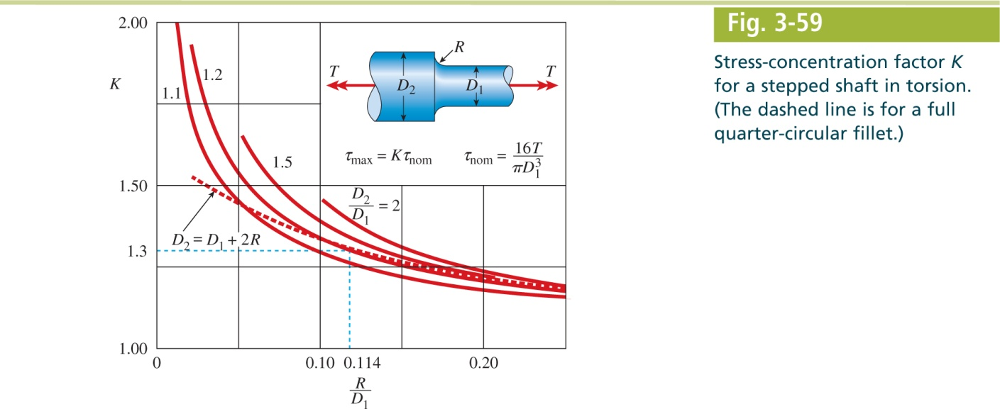 Fig. 3-59
Stress-concentration factor K
for a stepped shaft in torsion.
(The dashed line is for a full
quarter-circular fillet.)
2.00
K
1.2
1.1
R
T
T
D₂
D₁
1.5
τmax = Kτnom
τnom = 16T / πD₁³
1.50
D₂ / D₁ = 2
D₂ = D₁ + 2R
1.3
1.00
0
0.10
0.114
0.20
R / D₁